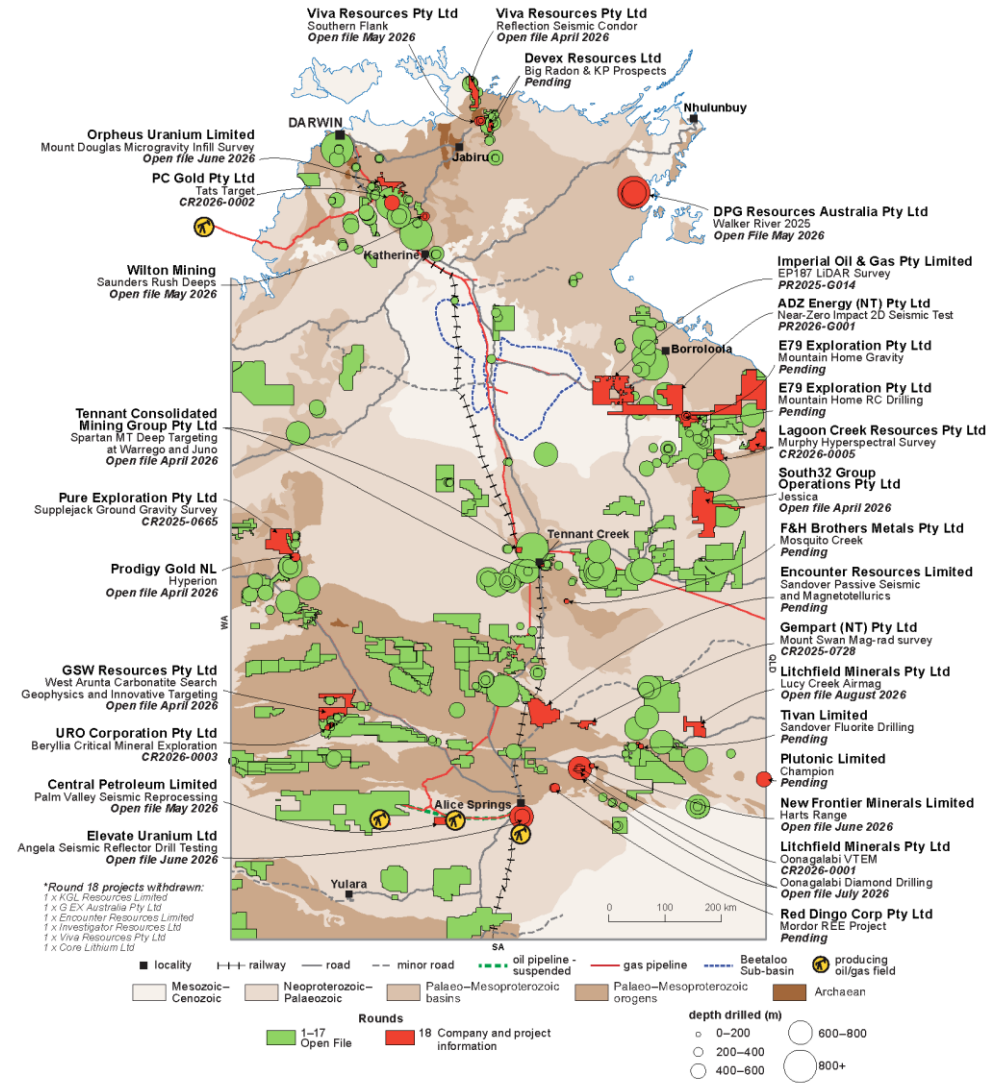 Viva Resources Pty Ltd
Southern Flank
Open file May 2026
Viva Resources Pty Ltd
Reflection Seismic Condor
Open file April 2026
Devex Resources Ltd
Big Radon & KP Prospects
Pending
Nhulunbuy
DARWIN
Jabiru
Orpheus Uranium Limited
Mount Douglas Microgravity Infill Survey
Open file June 2026
PC Gold Pty Ltd
Tats Target
CR2026-0002
DPG Resources Australia Pty Ltd
Walker River 2025
Open File May 2026
Katherine
Wilton Mining
Saunders Rush Deeps
Open file May 2026
Imperial Oil & Gas Pty Limited
EP187 LiDAR Survey
PR2025-G014
ADZ Energy (NT) Pty Ltd
Near-Zero Impact 2D Seismic Test
PR2026-G001
Borroloola
E79 Exploration Pty Ltd
Mountain Home Gravity
Pending
E79 Exploration Pty Ltd
Mountain Home RC Drilling
Pending
Tennant Consolidated
Mining Group Pty Ltd
Spartan MT Deep Targeting
at Warrego and Juno
Open file April 2026
Lagoon Creek Resources Pty Ltd
Murphy Hyperspectral Survey
CR2026-0005
South32 Group
Operations Pty Ltd
Jessica
Open file April 2026
Pure Exploration Pty Ltd
Supplejack Ground Gravity Survey
CR2025-0665
Tennant Creek
F&H Brothers Metals Pty Ltd
Mosquito Creek
Pending
Prodigy Gold NL
Hyperion
Open file April 2026
Encounter Resources Limited
Sandover Passive Seismic
and Magnetotellurics
Pending
WA
Gempart (NT) Pty Ltd
Mount Swan Mag-rad survey
CR2025-0728
QLD
GSW Resources Pty Ltd
West Arunta Carbonatite Search
Geophysics and Innovative Targeting
Open file April 2026
Litchfield Minerals Pty Ltd
Lucy Creek Airmag
Open file August 2026
URO Corporation Pty Ltd
Beryllia Critical Mineral Exploration
CR2026-0003
Tivan Limited
Sandover Fluorite Drilling
Pending
Plutonic Limited
Champion
Pending
Central Petroleum Limited
Palm Valley Seismic Reprocessing
Open file May 2026
Alice Springs
New Frontier Minerals Limited
Harts Range
Open file June 2026
Elevate Uranium Ltd
Angela Seismic Reflector Drill Testing
Open file June 2026
Litchfield Minerals Pty Ltd
Oonagalabi VTEM
CR2026-0001
Oonagalabi Diamond Drilling
Open file July 2026
Yulara
*Round 18 projects withdrawn:
1 x KGL Resources Limited
1 x G EX Australia Pty Ltd
1 x Encounter Resources Limited
1 x Investigator Resources Ltd
1 x Viva Resources Pty Ltd
1 x Core Lithium Ltd
Red Dingo Corp Pty Ltd
Mordor REE Project
Pending
0 100 200 km
SA
locality
railway
road
minor road
oil pipeline -
suspended
gas pipeline
Beetaloo
Sub-basin
producing
oil/gas field
Mesozoic–
Cenozoic
Neoproterozoic–
Palaeozoic
Palaeo–Mesoproterozoic
basins
Palaeo–Mesoproterozoic
orogens
Archaean
Rounds
1–17
Open File
18 Company and project
information
depth drilled (m)
0–200
200–400
400–600
600–800
800+